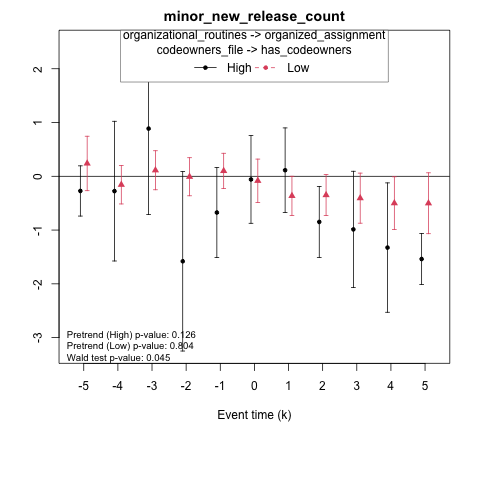 minor_new_release_count
organizational_routines -> organized_assignment
codeowners_file -> has_codeowners
High Low
2
1
0
-1
-2
-3
Pretrend (High) p-value: 0.126
Pretrend (Low) p-value: 0.804
Wald test p-value: 0.045
-5 -4 -3 -2 -1 0 1 2 3 4 5
Event time (k)